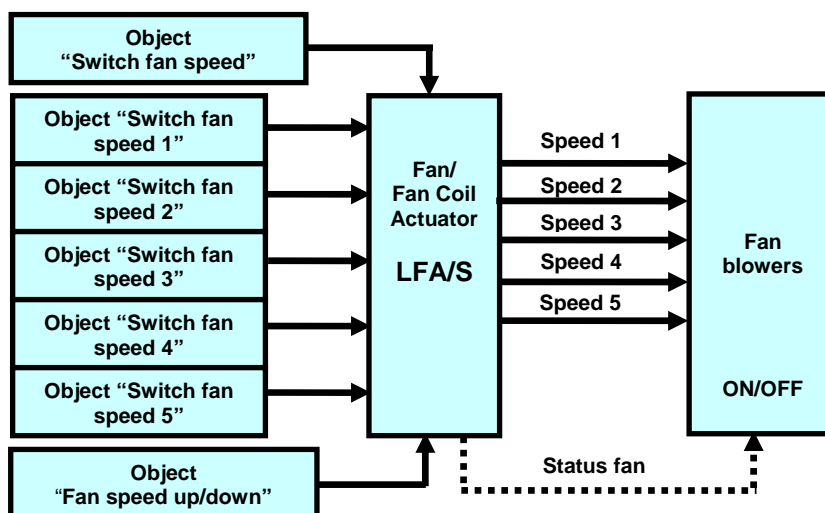 Object
“Switch fan speed”
Object “Switch fan
speed 1”
Object “Switch fan
speed 2”
Object “Switch fan
speed 3”
Object “Switch fan
speed 4”
Object “Switch fan
speed 5”
Object
“Fan speed up/down”
Fan/
Fan Coil
Actuator
LFA/S
Speed 1
Speed 2
Speed 3
Speed 4
Speed 5
Status fan
Fan
blowers
ON/OFF